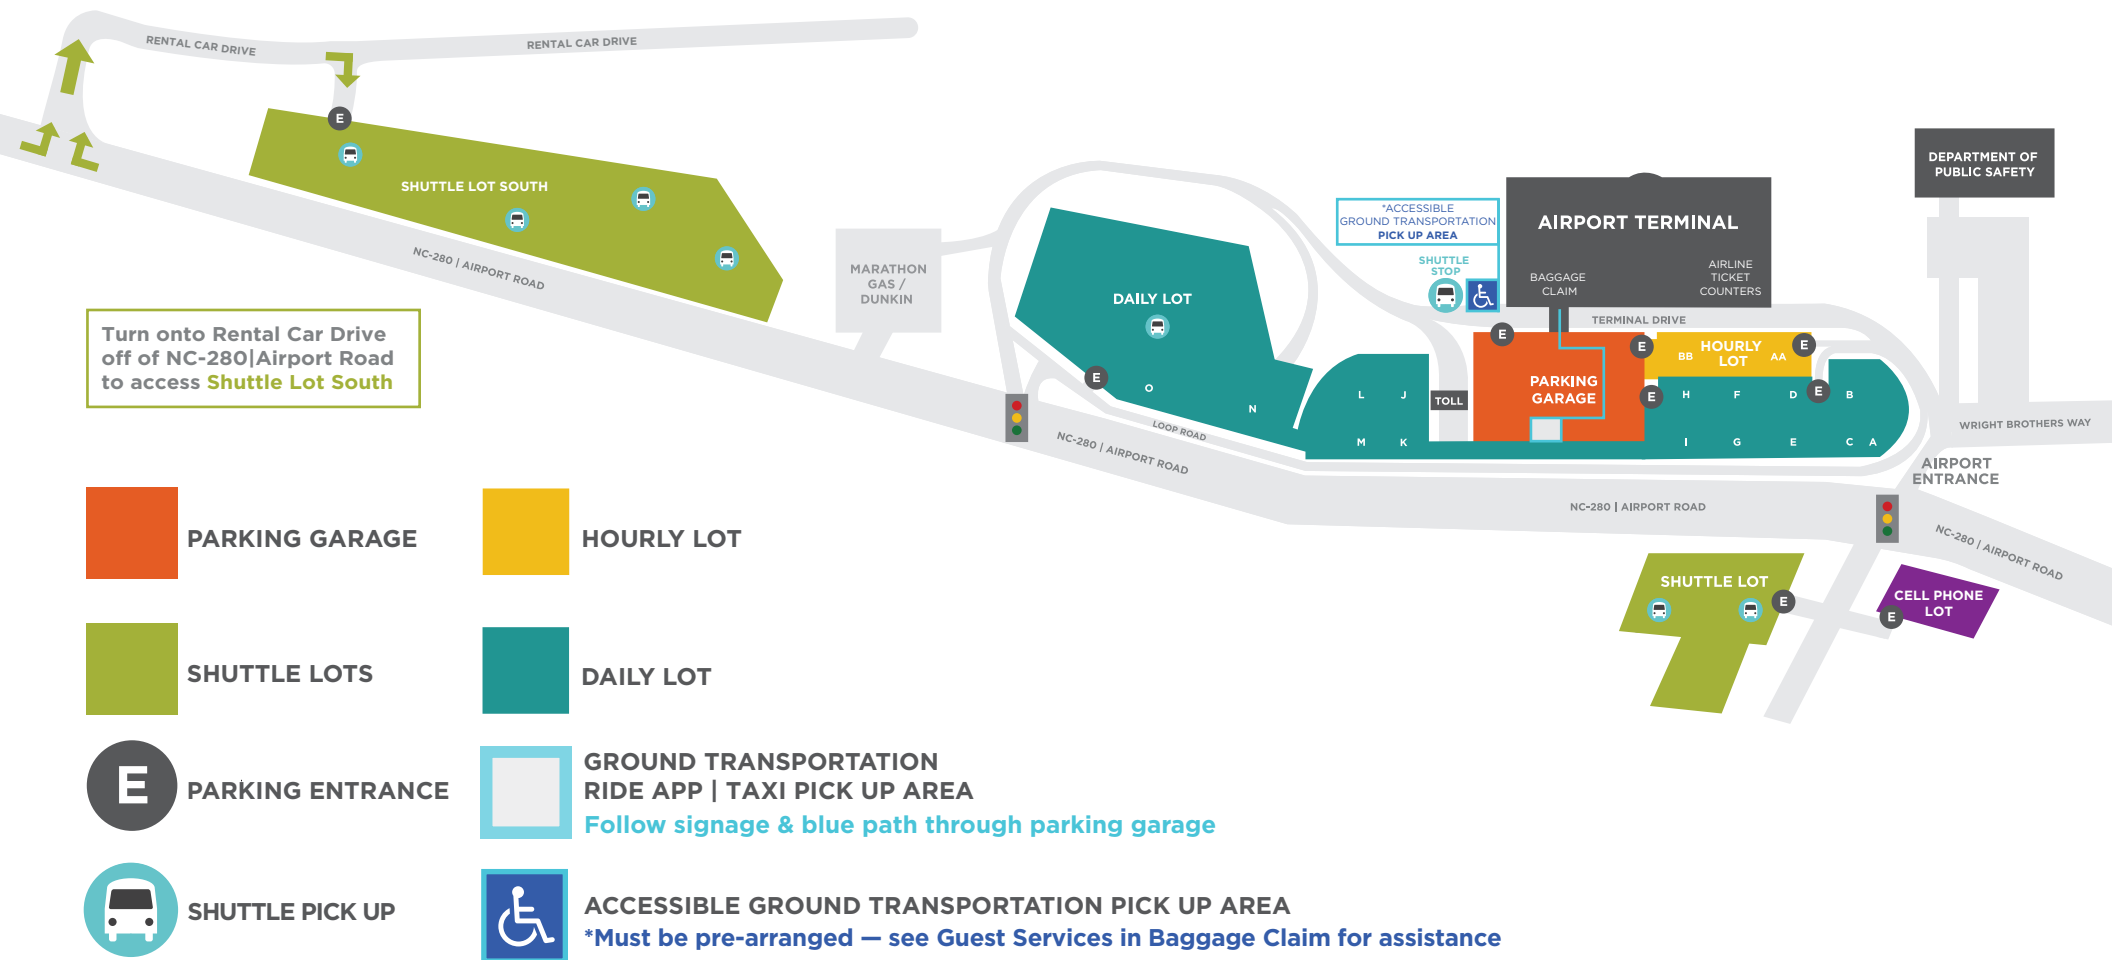 RENTAL CAR DRIVE
RENTAL CAR DRIVE
E
SHUTTLE LOT SOUTH
NC-280 | AIRPORT ROAD
Turn onto Rental Car Drive
off of NC-280|Airport Road
to access Shuttle Lot South
MARATHON
GAS /
DUNKIN
DAILY LOT
E
O
N
LOOP ROAD
NC-280 | AIRPORT ROAD
*ACCESSIBLE
GROUND TRANSPORTATION
PICK UP AREA
SHUTTLE
STOP
AIRPORT TERMINAL
BAGGAGE
CLAIM
AIRLINE
TICKET
COUNTERS
TERMINAL DRIVE
DEPARTMENT OF
PUBLIC SAFETY
E
E
HOURLY
LOT
BB
AA
E
PARKING
GARAGE
TOLL
L
J
M
K
E
H
F
D
E
B
I
G
E
C
A
WRIGHT BROTHERS WAY
AIRPORT
ENTRANCE
NC-280 | AIRPORT ROAD
NC-280 | AIRPORT ROAD
SHUTTLE LOT
E
CELL PHONE
LOT
E
PARKING GARAGE
HOURLY LOT
SHUTTLE LOTS
DAILY LOT
E
PARKING ENTRANCE
GROUND TRANSPORTATION
RIDE APP | TAXI PICK UP AREA
Follow signage & blue path through parking garage
SHUTTLE PICK UP
ACCESSIBLE GROUND TRANSPORTATION PICK UP AREA
*Must be pre-arranged — see Guest Services in Baggage Claim for assistance